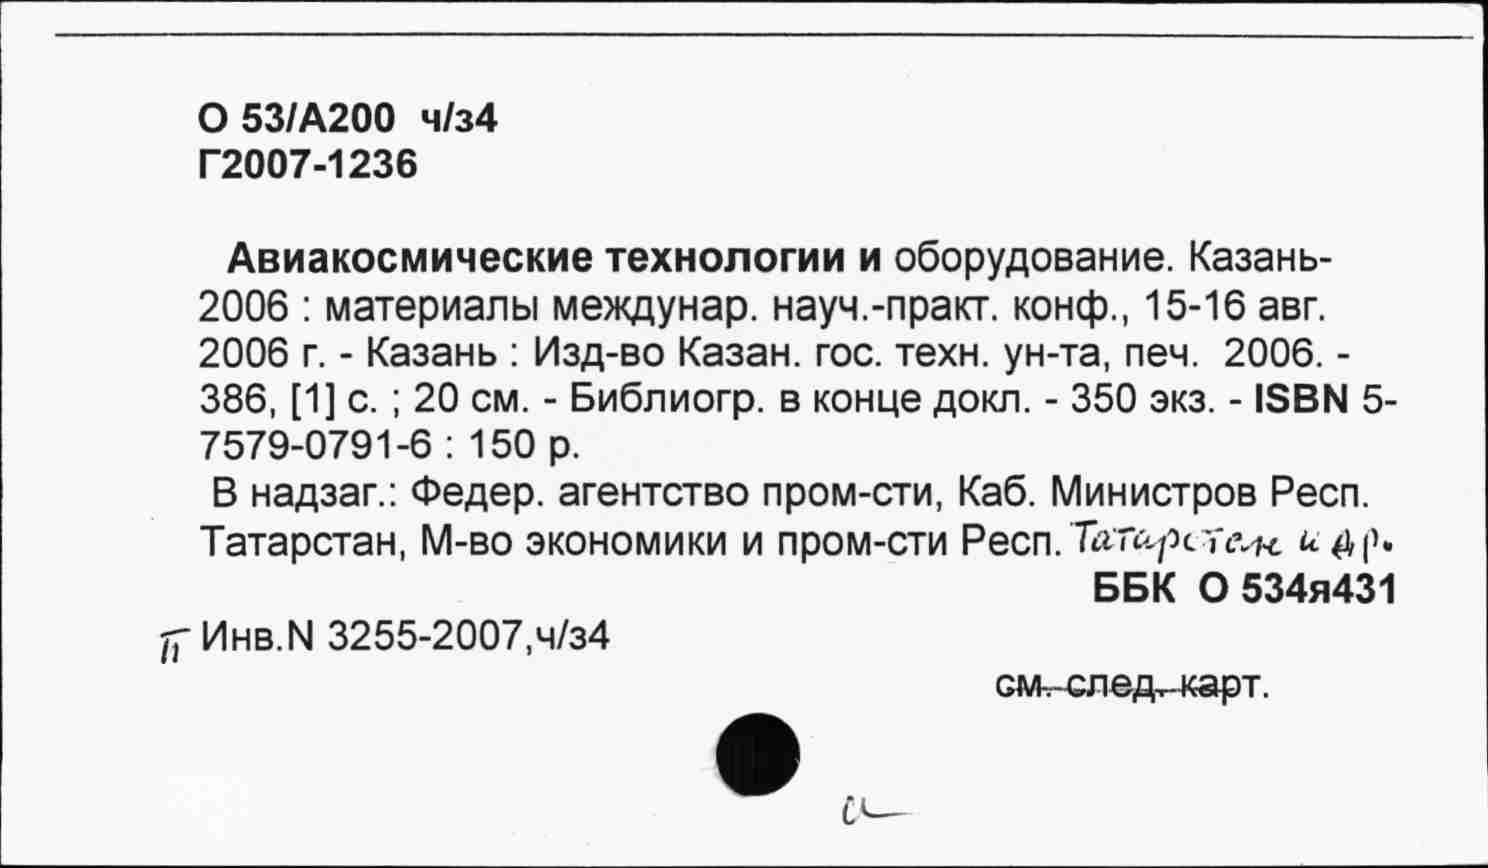 О 53/А200 ч/з4
Г2007-1236
Авиакосмические технологии и оборудование. Казань-
2006 : материалы междунар. науч.-практ. конф., 15-16 авг.
2006 г. - Казань : Изд-во Казан. гос. техн. ун-та, печ. 2006. -
386, [1] с. ; 20 см. - Библиогр. в конце докл. - 350 экз. - ISBN 5-
7579-0791-6 : 150 р.
В надзаг.: Федер. агентство пром-сти, Каб. Министров Респ.
Татарстан, М-во экономики и пром-сти Респ. Татарстан и др.
ББК О 534я431
Инв.N 3255-2007,ч/з4
см. след. карт.